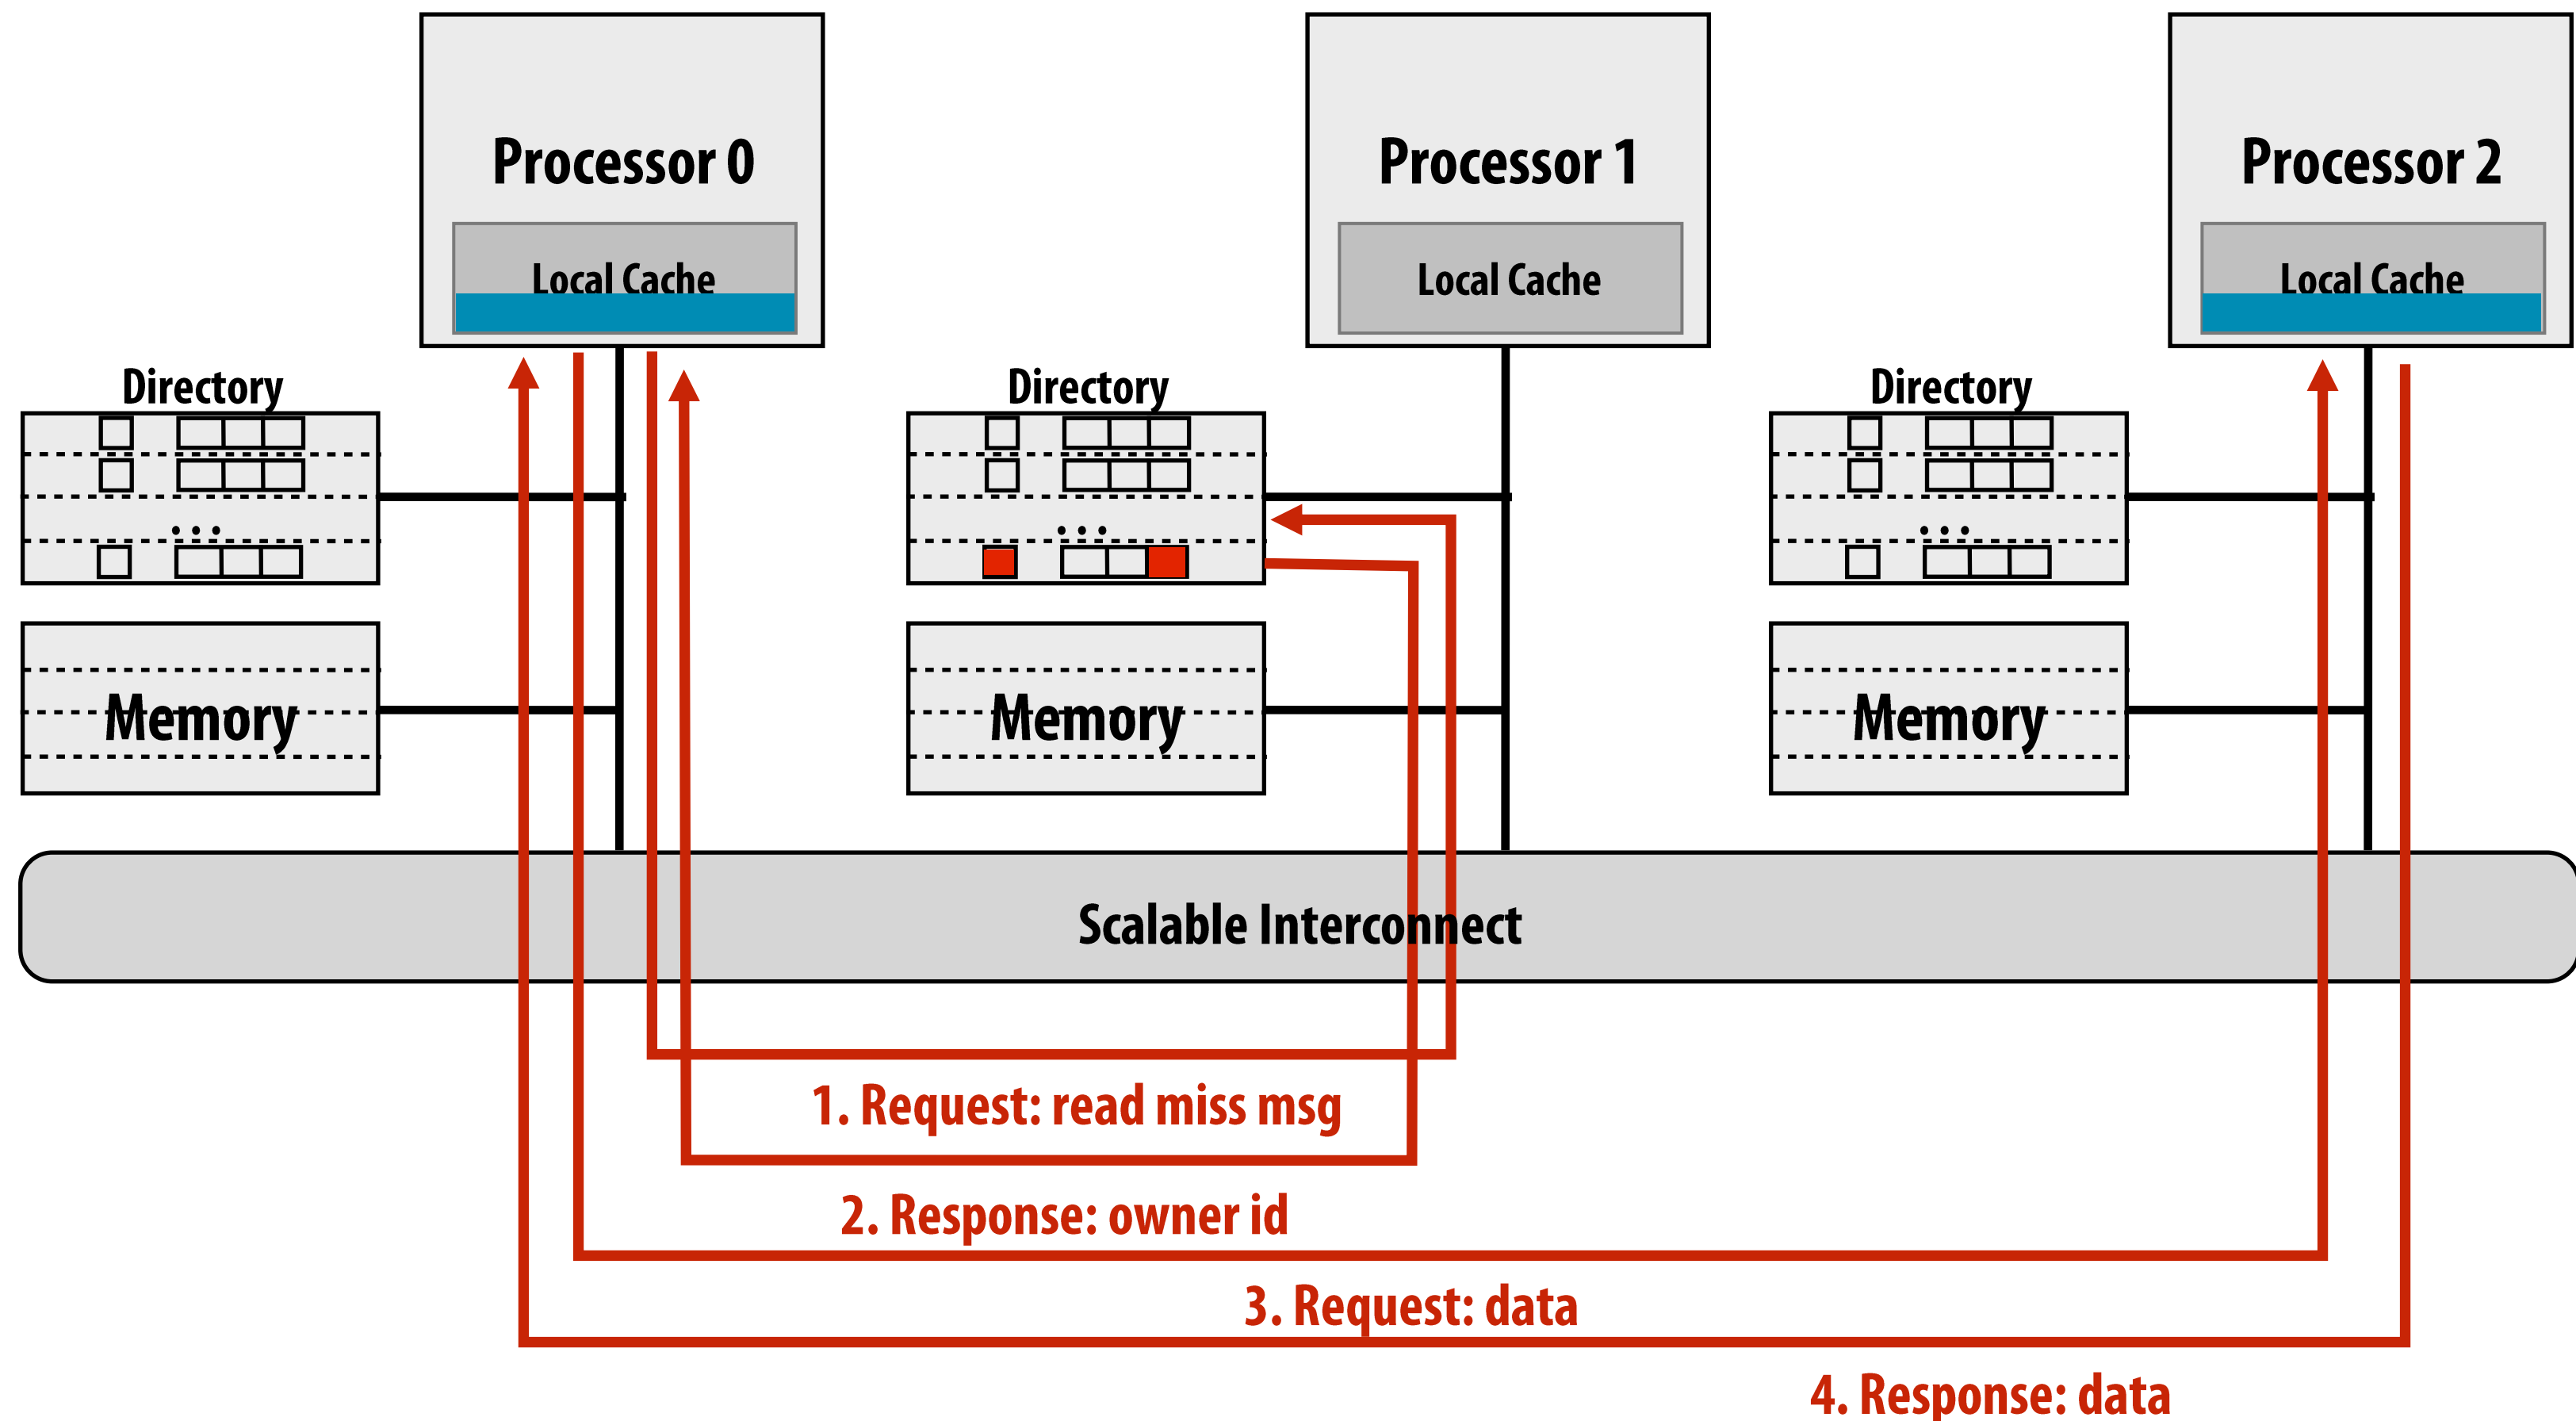 Processor 0
Processor 1
Processor 2
Local Cache
Local Cache
Local Cache
Directory
Directory
Directory
...
...
...
Memory
Memory
Memory
Scalable Interconnect
1. Request: read miss msg
2. Response: owner id
3. Request: data
4. Response: data